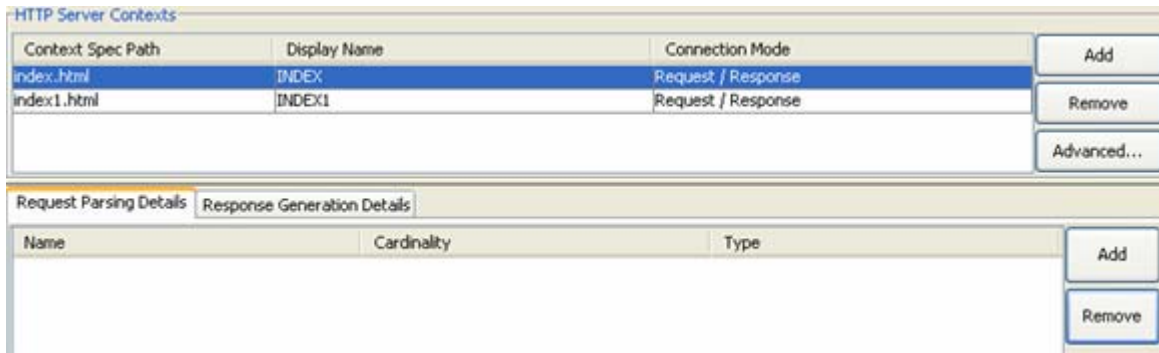 HTTP Server Contexts
Context Spec Path Display Name Connection Mode
index.html INDEX Request / Response
index1.html INDEX1 Request / Response
Add
Remove
Advanced...
Request Parsing Details Response Generation Details
Name Cardinality Type
Add
Remove